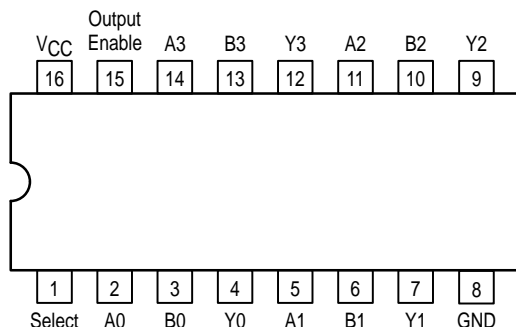 Output
VCC Enable A3 B3 Y3 A2 B2 Y2
16 15 14 13 12 11 10 9
1 2 3 4 5 6 7 8
Select A0 B0 Y0 A1 B1 Y1 GND